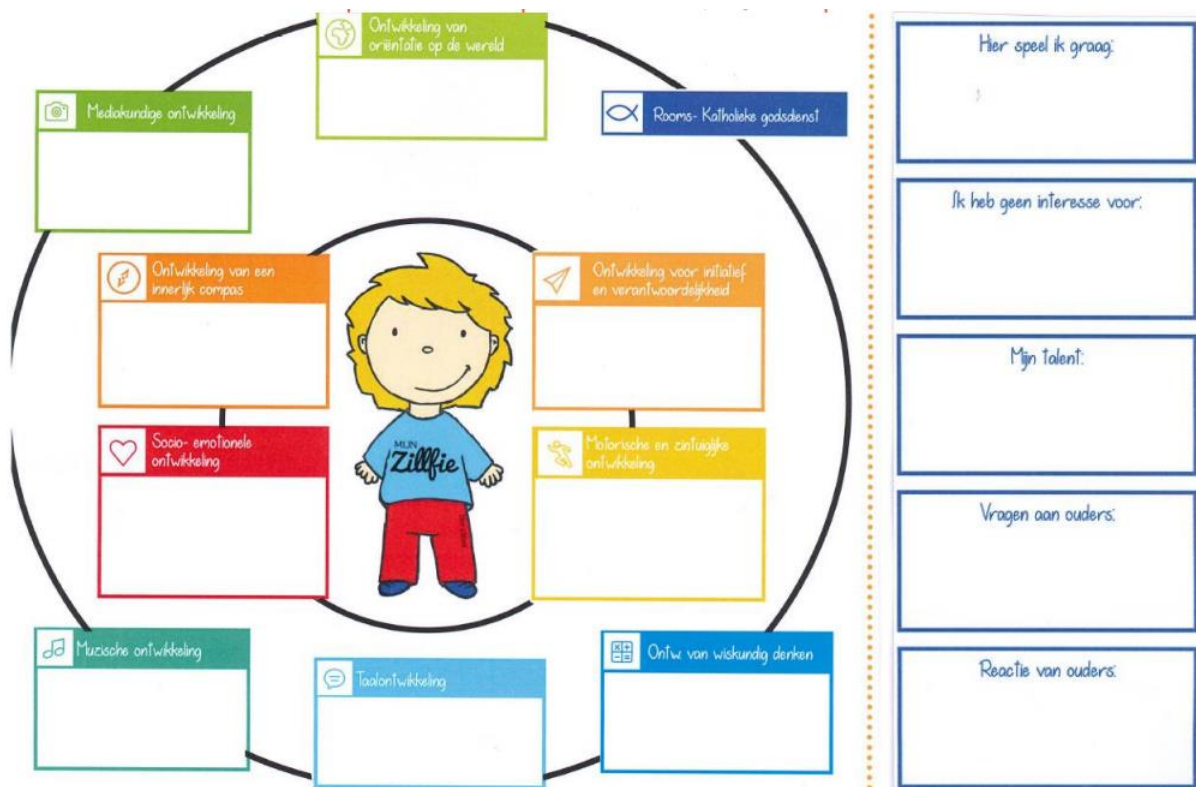 Ontwikkeling van
oriëntatie op de wereld
Mediakundige ontwikkeling
Rooms- Katholieke godsdienst
Ontwikkeling van een
innerlijk compas
Ontwikkeling voor initiatief
en verantwoordelijkheid
Socio- emotionele
ontwikkeling
Motorische en zintuiglijke
ontwikkeling
MIJN
Zillfie
Muzische ontwikkeling
Taalontwikkeling
Ontw. van wiskundig denken
Hier speel ik graag:
Ik heb geen interesse voor:
Mijn talent:
Vragen aan ouders:
Reactie van ouders: